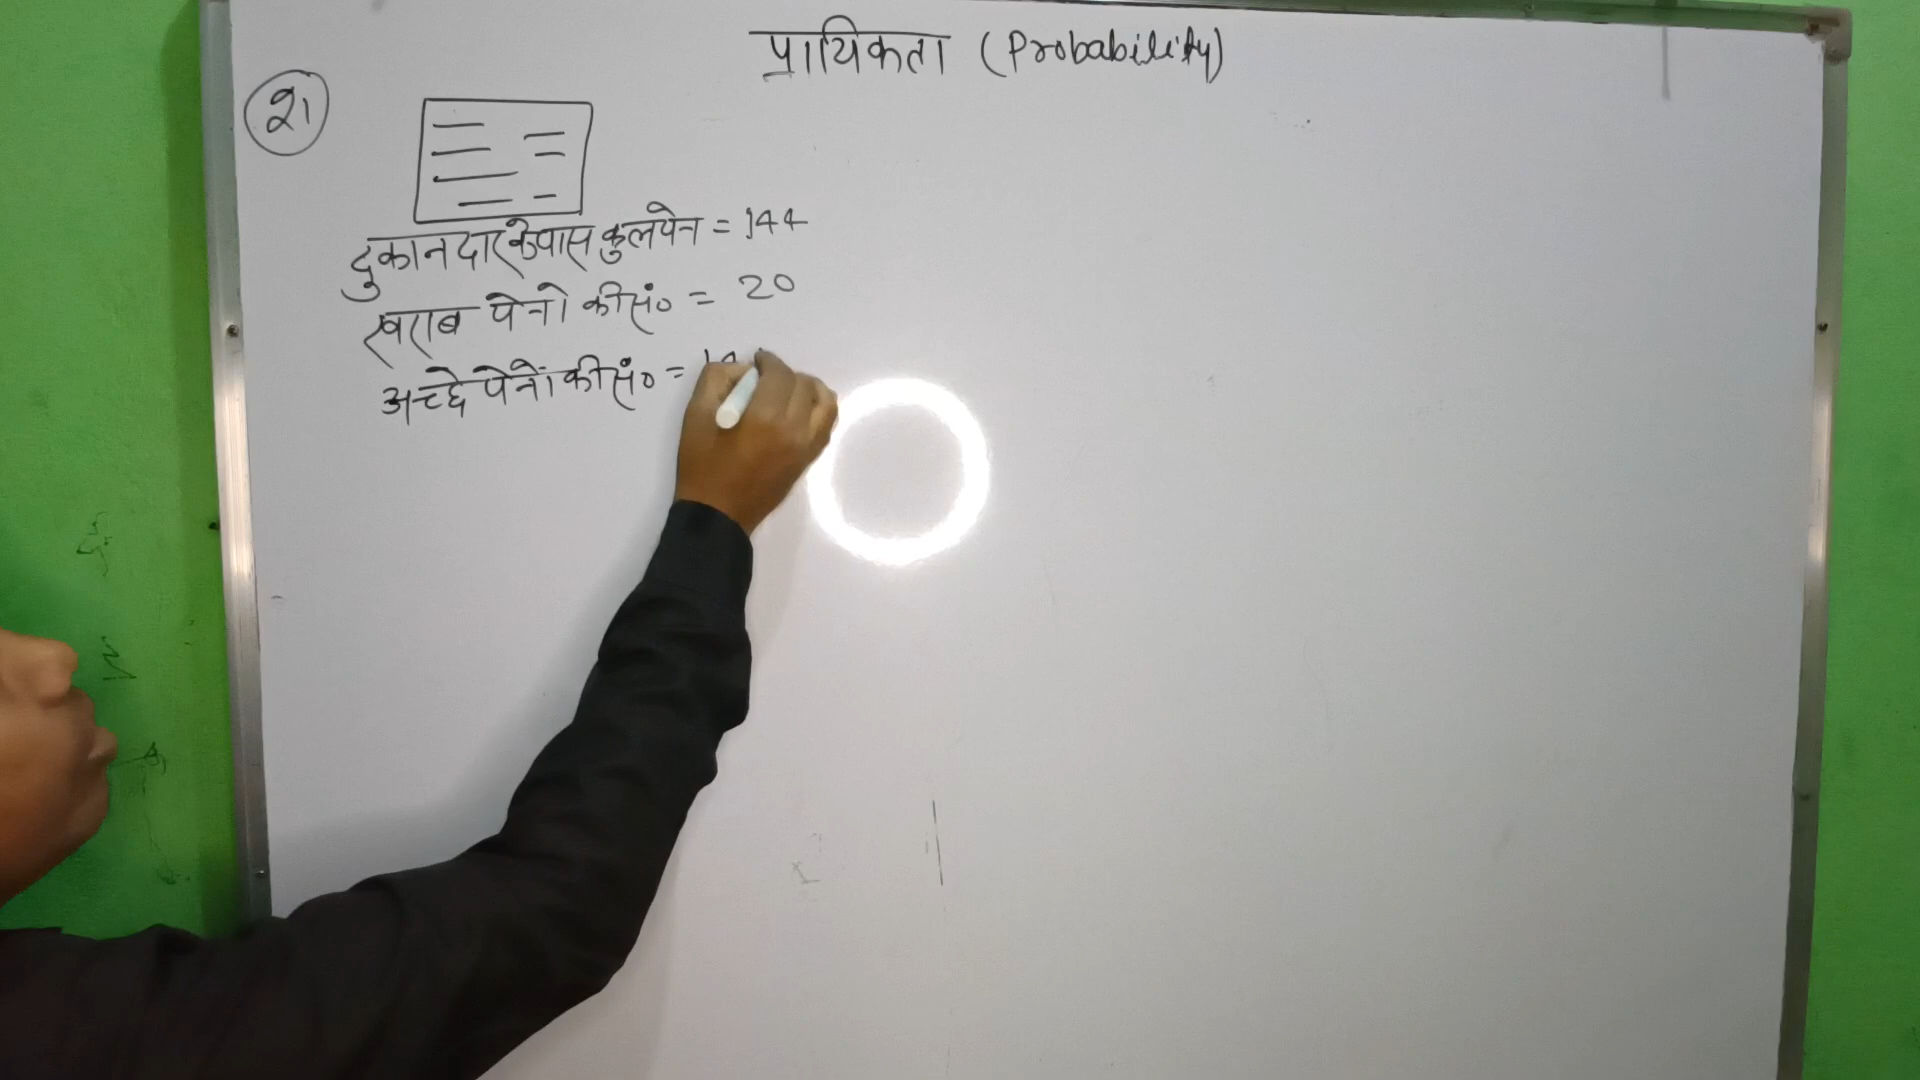 प्रायिकता (Probability)
21
दुकानदार के पास कुल पेन = 144
खराब पेनो की सं० = 20
अच्छे पेनों की सं० =